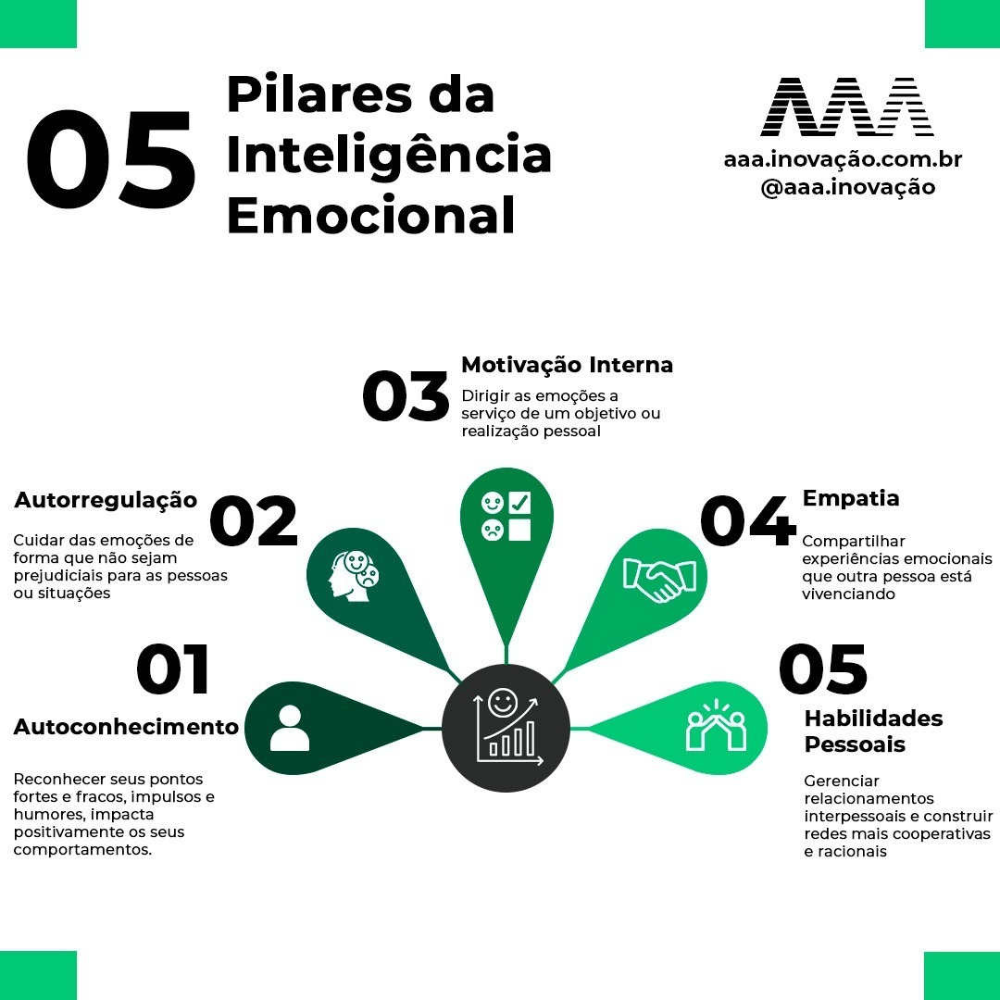 05
Pilares da
Inteligência
Emocional
AAA
aaa.inovação.com.br
@aaa.inovação
03
Motivação Interna
Dirigir as emoções a
serviço de um objetivo ou
realização pessoal
Autorregulação
02
Cuidar das emoções de
forma que não sejam
prejudiciais para as pessoas
ou situações
04
Empatia
Compartilhar
experiências emocionais
que outra pessoa está
vivenciando
01
Autoconhecimento
Reconhecer seus pontos
fortes e fracos, impulsos e
humores, impacta
positivamente os seus
comportamentos.
05
Habilidades
Pessoais
Gerenciar
relacionamentos
interpessoais e construir
redes mais cooperativas
e racionais